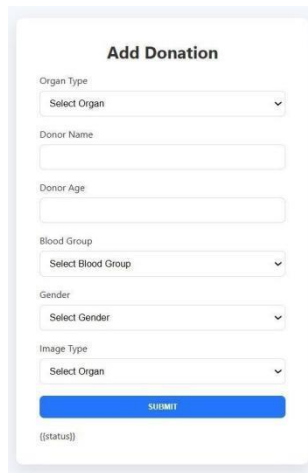 Add Donation
Organ Type
Select Organ
Donor Name
Donor Age
Blood Group
Select Blood Group
Gender
Select Gender
Image Type
Select Organ
SUBMIT
{{status}}